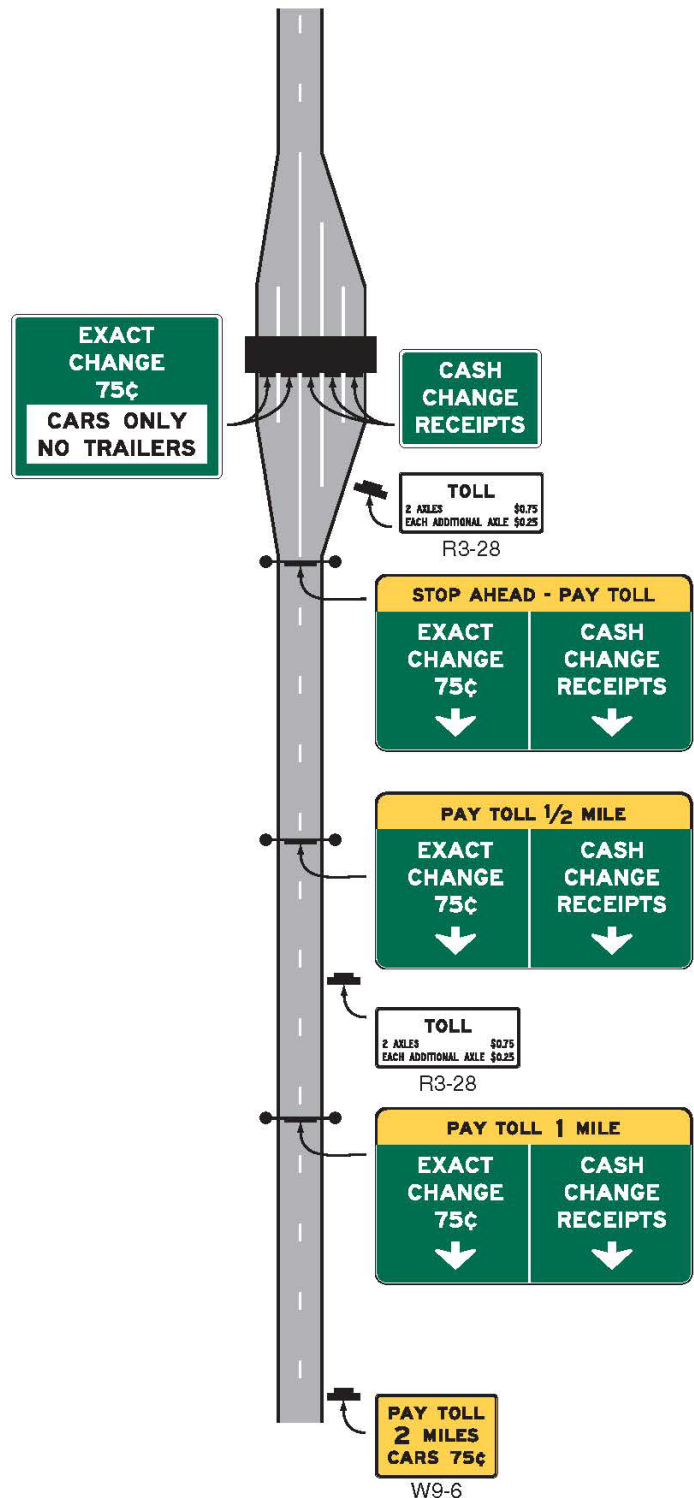 EXACT
CHANGE
75¢
CARS ONLY
NO TRAILERS
CASH
CHANGE
RECEIPTS
TOLL
2 AXLES $0.75
EACH ADDITIONAL AXLE $0.25
R3-28
STOP AHEAD - PAY TOLL
EXACT
CHANGE
75¢
CASH
CHANGE
RECEIPTS
PAY TOLL 1/2 MILE
EXACT
CHANGE
75¢
CASH
CHANGE
RECEIPTS
TOLL
2 AXLES $0.75
EACH ADDITIONAL AXLE $0.25
R3-28
PAY TOLL 1 MILE
EXACT
CHANGE
75¢
CASH
CHANGE
RECEIPTS
PAY TOLL
2 MILES
CARS 75¢
W9-6